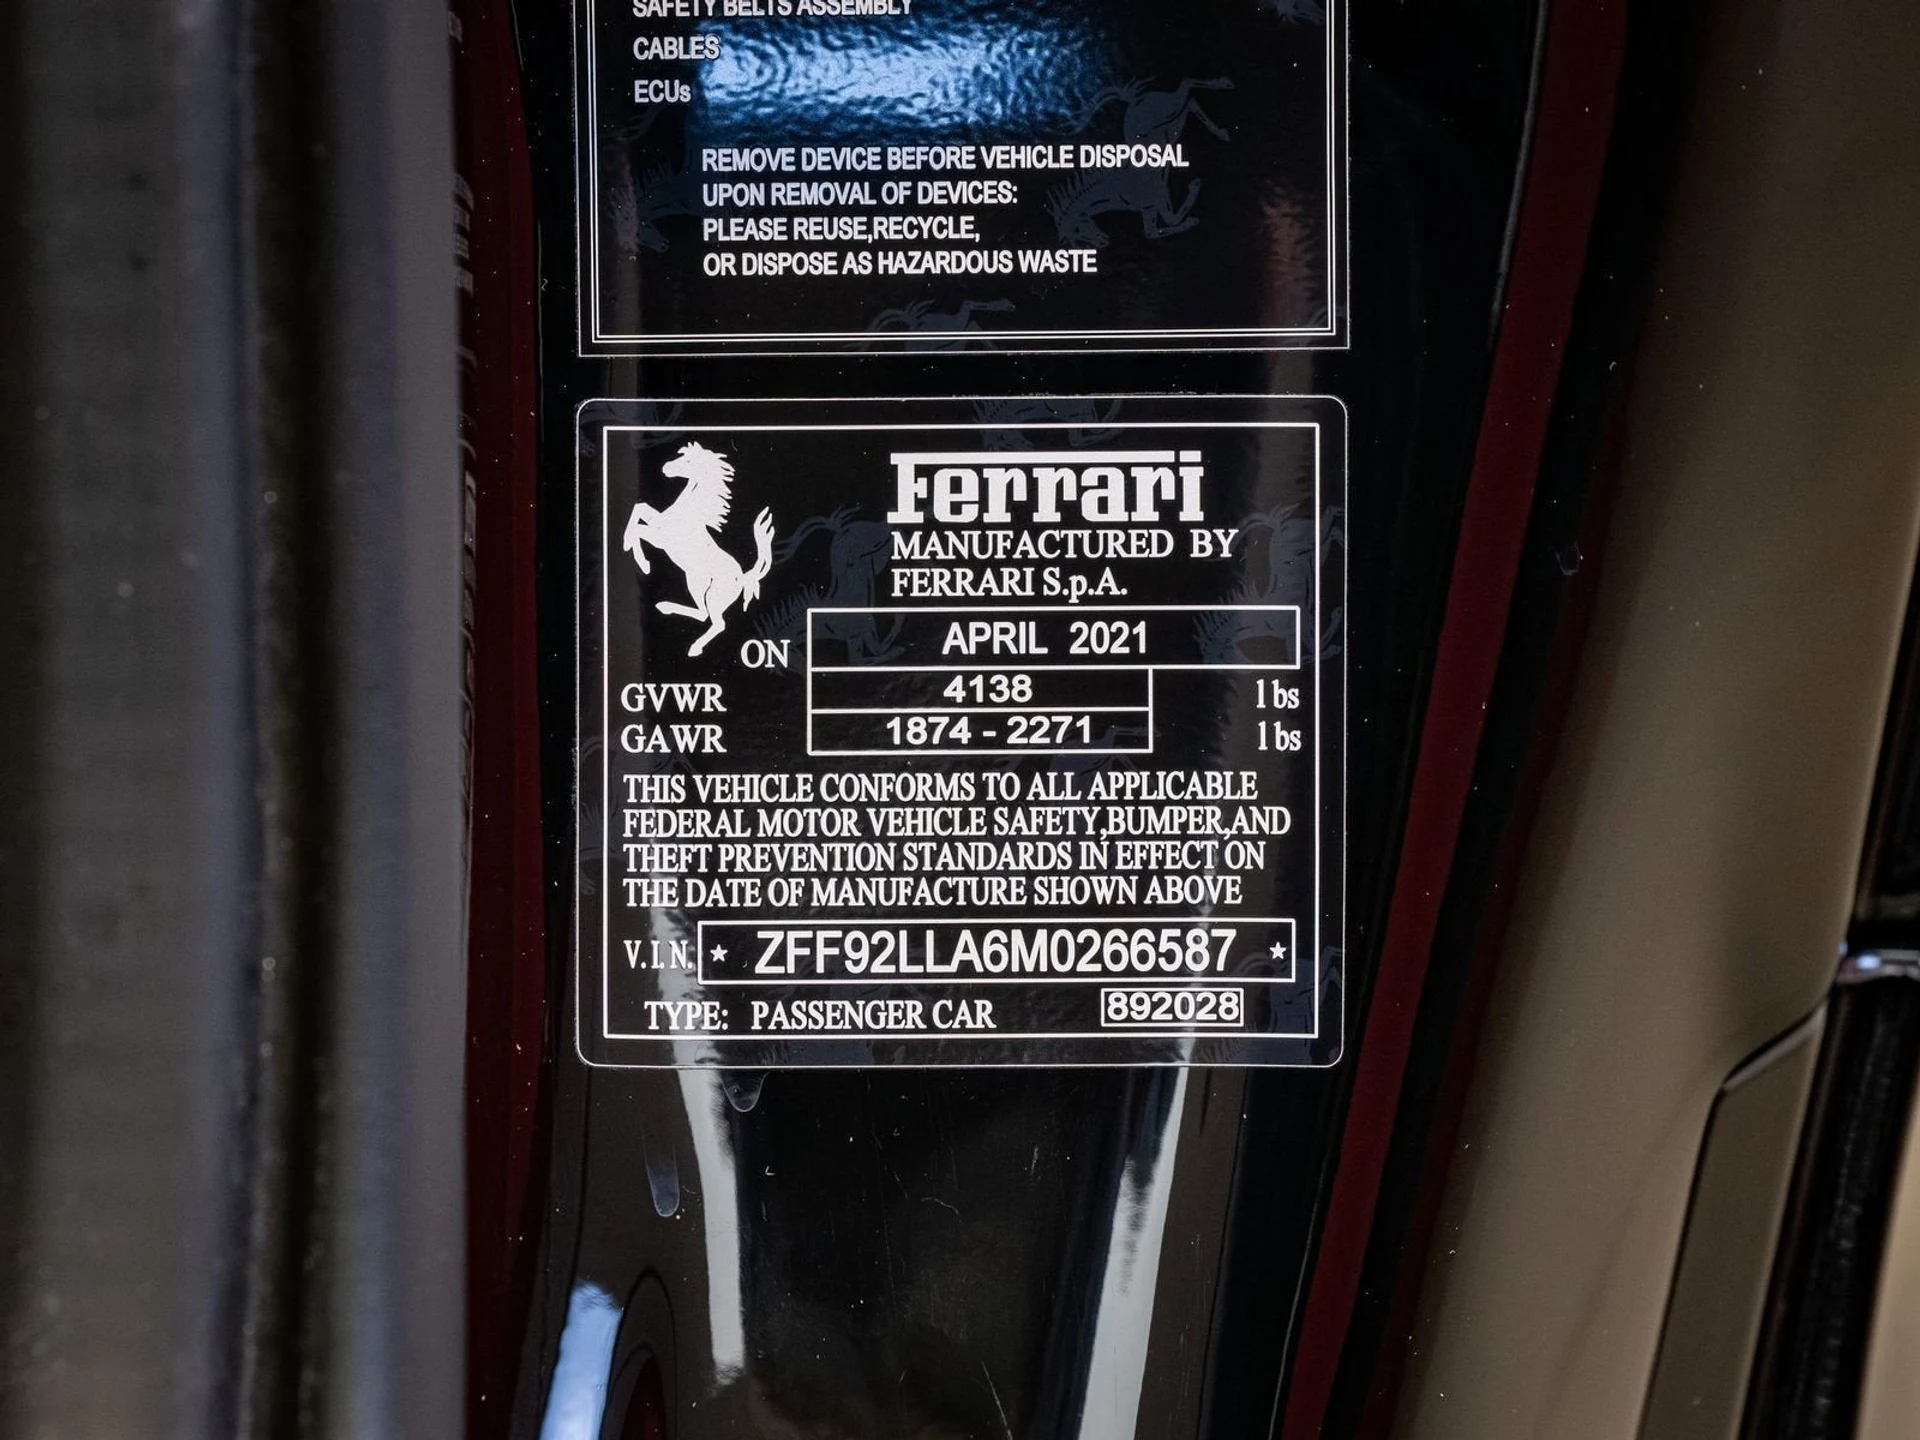 SAFETY BELTS ASSEMBLY
CABLES
ECUs
REMOVE DEVICE BEFORE VEHICLE DISPOSAL
UPON REMOVAL OF DEVICES:
PLEASE REUSE,RECYCLE,
OR DISPOSE AS HAZARDOUS WASTE
Ferrari
MANUFACTURED BY
FERRARI S.p.A.
ON APRIL 2021
GVWR 4138 lbs
GAWR 1874 - 2271 lbs
THIS VEHICLE CONFORMS TO ALL APPLICABLE
FEDERAL MOTOR VEHICLE SAFETY,BUMPER,AND
THEFT PREVENTION STANDARDS IN EFFECT ON
THE DATE OF MANUFACTURE SHOWN ABOVE
V.I.N. ★ ZFF92LLA6M0266587 ★
TYPE: PASSENGER CAR 892028